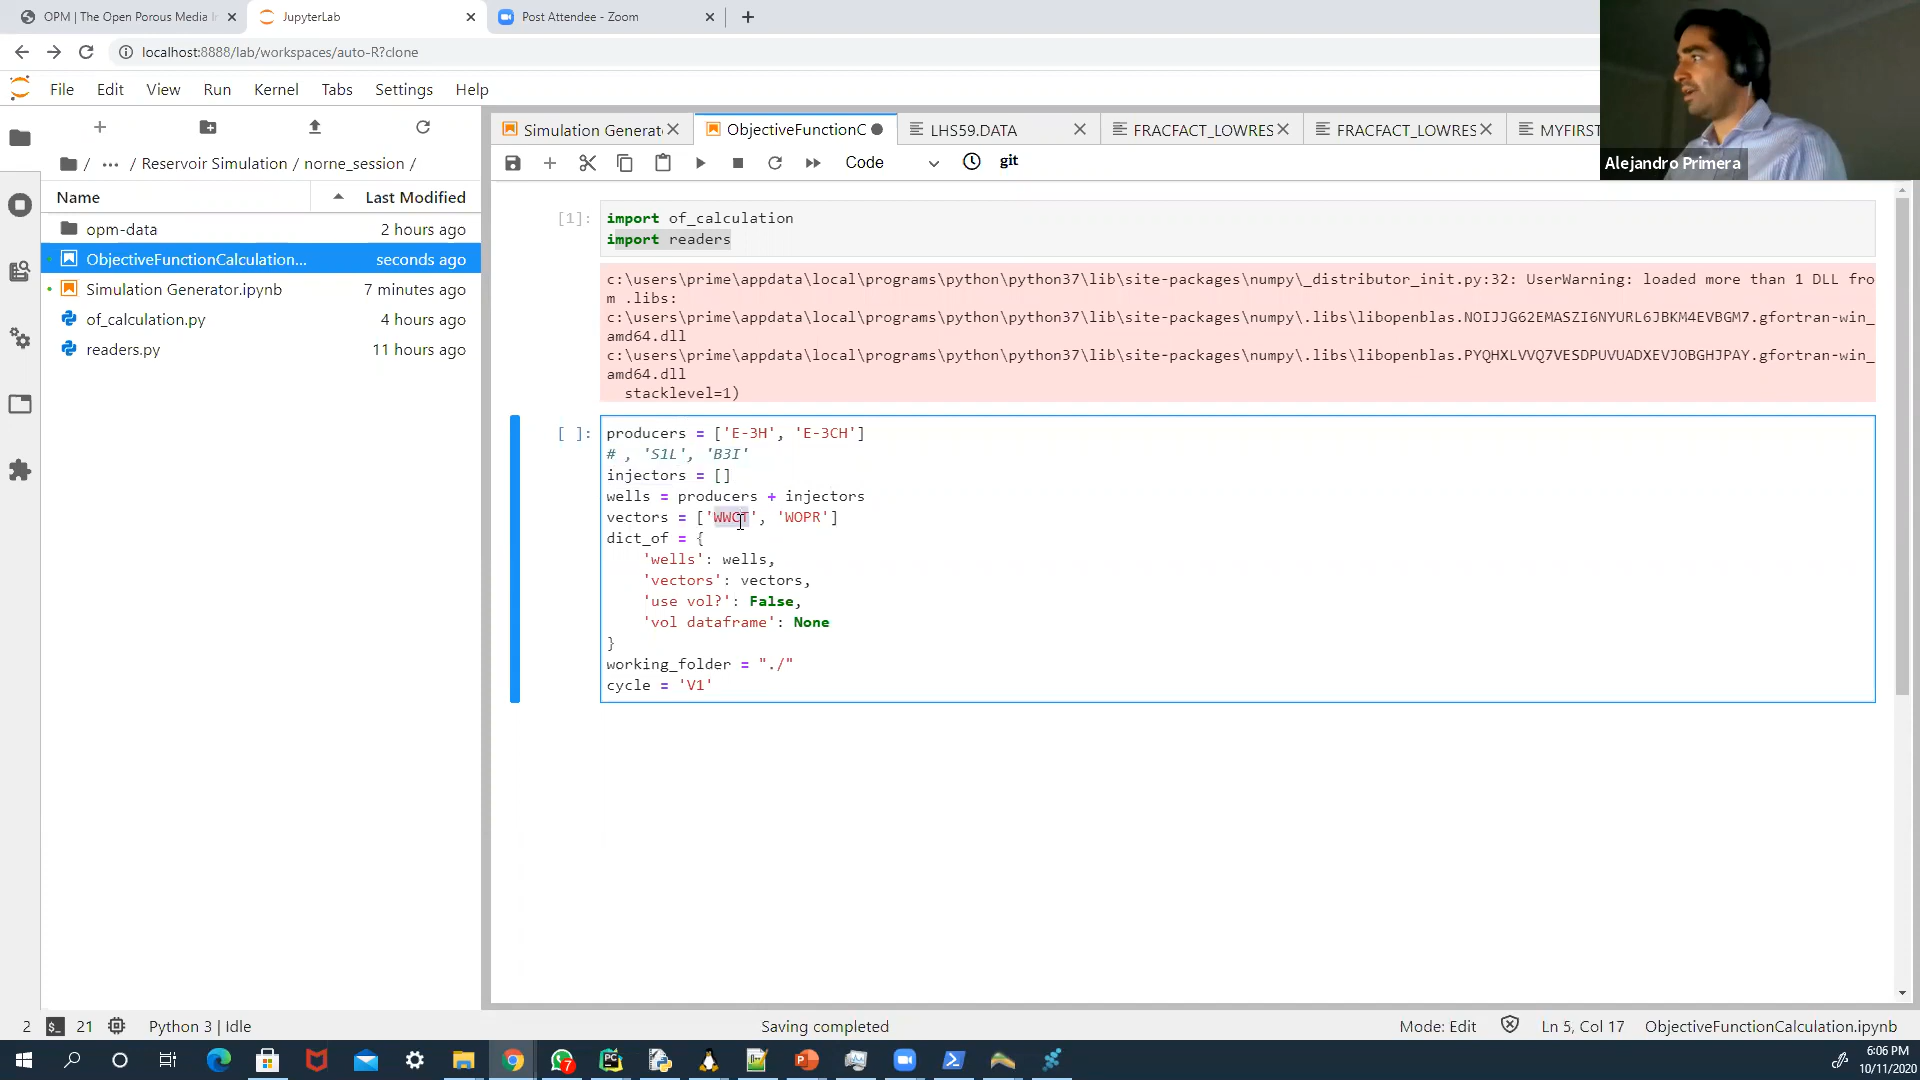 OPM | The Open Porous Media In
JupyterLab
Post Attendee - Zoom
localhost:8888/lab/workspaces/auto-R?clone
File Edit View Run Kernel Tabs Settings Help
Alejandro Primera
/ ... / Reservoir Simulation / norne_session /
Name Last Modified
opm-data 2 hours ago
ObjectiveFunctionCalculation... seconds ago
Simulation Generator.ipynb 7 minutes ago
of_calculation.py 4 hours ago
readers.py 11 hours ago
Simulation Generat ObjectiveFunctionC LHS59.DATA FRACFACT_LOWRES FRACFACT_LOWRES MYFIRST
Code git
[1]: import of_calculation
import readers
c:\users\prime\appdata\local\programs\python\python37\lib\site-packages\numpy\_distributor_init.py:32: UserWarning: loaded more than 1 DLL fro
m .libs:
c:\users\prime\appdata\local\programs\python\python37\lib\site-packages\numpy\.libs\libopenblas.NOIJJG62EMASZI6NYURL6JBKM4EVBGM7.gfortran-win_
amd64.dll
c:\users\prime\appdata\local\programs\python\python37\lib\site-packages\numpy\.libs\libopenblas.PYQHXLVVQ7VESDPUVUADXEVJOBGHJPAY.gfortran-win_
amd64.dll
stacklevel=1)
[ ]: producers = ['E-3H', 'E-3CH']
# , 'S1L', 'B3I'
injectors = []
wells = producers + injectors
vectors = ['WWCT', 'WOPR']
dict_of = {
'wells': wells,
'vectors': vectors,
'use vol?': False,
'vol dataframe': None
}
working_folder = "./"
cycle = 'V1'
2 21 Python 3 | Idle Saving completed Mode: Edit Ln 5, Col 17 ObjectiveFunctionCalculation.ipynb
7
6:06 PM
10/11/2020